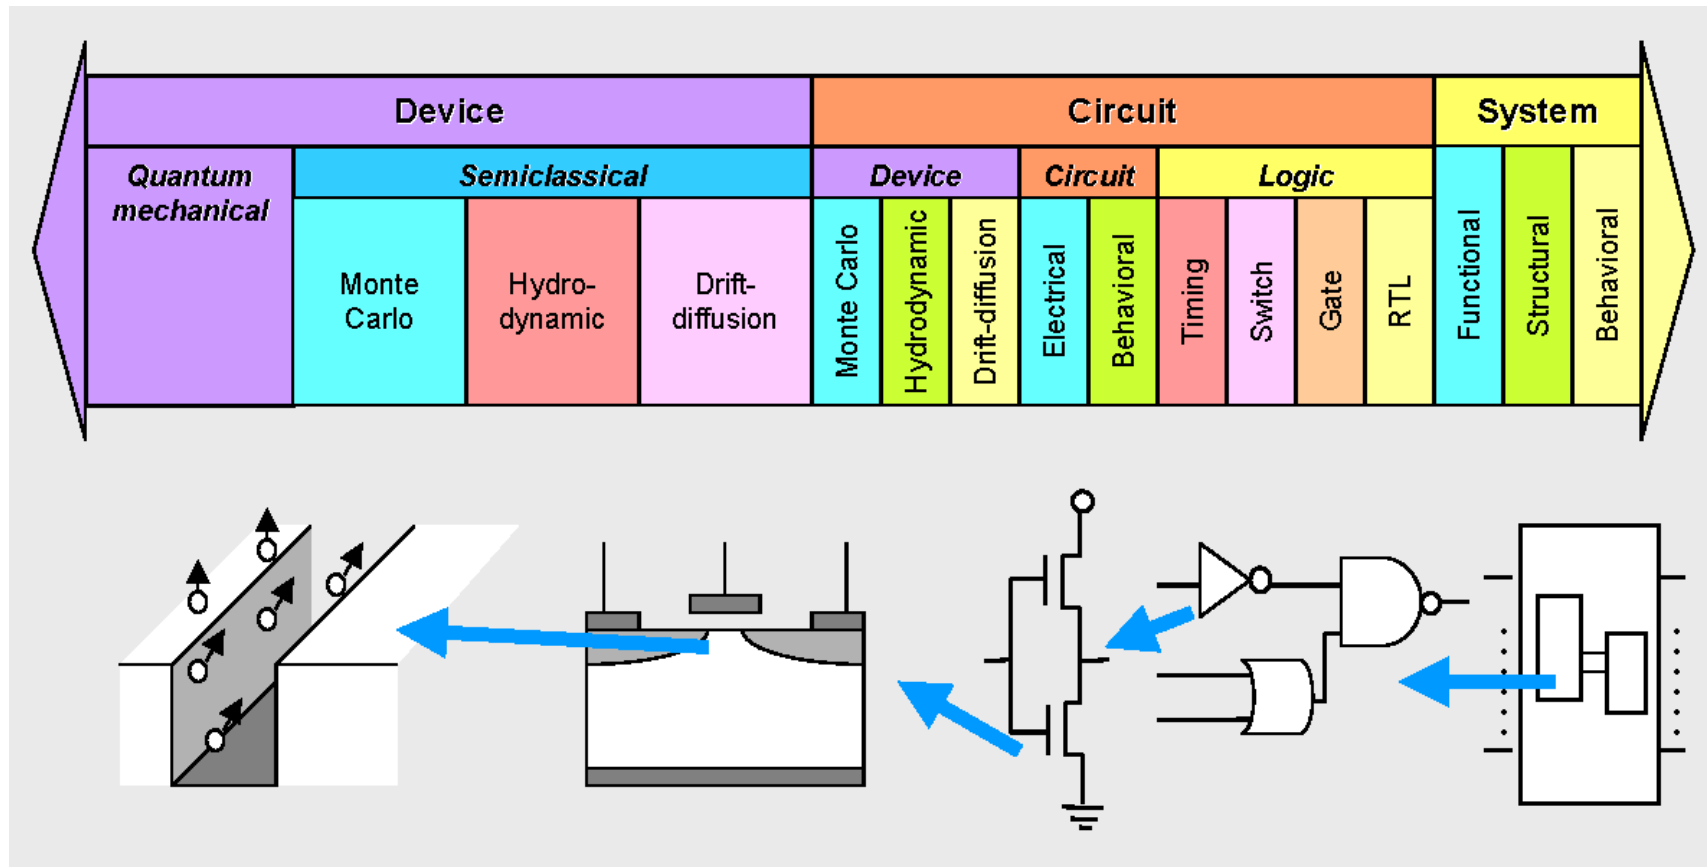 Device
Circuit
System
Quantum
mechanical
Semiclassical
Device
Circuit
Logic
Monte
Carlo
Hydro-
dynamic
Drift-
diffusion
Monte Carlo
Hydrodynamic
Drift-diffusion
Electrical
Behavioral
Timing
Switch
Gate
RTL
Functional
Structural
Behavioral